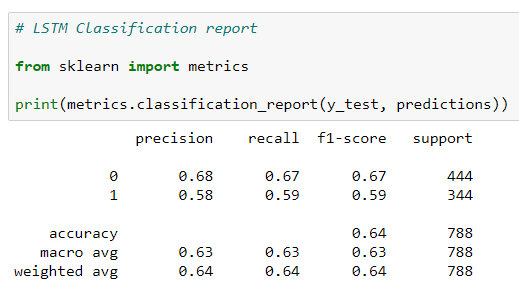 # LSTM Classification report
from sklearn import metrics
print(metrics.classification_report(y_test, predictions))
precision recall f1-score support
0 0.68 0.67 0.67 444
1 0.58 0.59 0.59 344
accuracy 0.64 788
macro avg 0.63 0.63 0.63 788
weighted avg 0.64 0.64 0.64 788